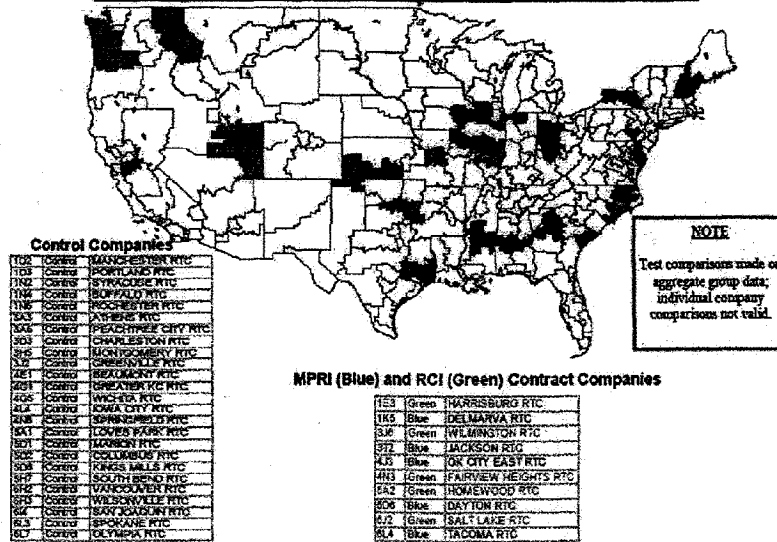 Control Companies
1D2 Control MANCHESTER RTC
1D3 Control PORTLAND RTC
1N2 Control SYRACUSE RTC
1N4 Control BUFFALO RTC
1N6 Control ROCHESTER RTC
3A3 Control ATHENS RTC
3A6 Control PEACHTREE CITY RTC
3D3 Control CHARLESTON RTC
3H5 Control MONTGOMERY RTC
3J2 Control GREENVILLE RTC
4E1 Control BEAUMONT RTC
4G1 Control GREATER KC RTC
4G5 Control WICHITA RTC
4L4 Control IOWA CITY RTC
4N8 Control SPRINGFIELD RTC
5A1 Control LOVES PARK RTC
5D1 Control MARION RTC
5D2 Control COLUMBUS RTC
5D8 Control KINGS MILLS RTC
5H7 Control SOUTH BEND RTC
6H2 Control VANCOUVER RTC
6H3 Control WILSONVILLE RTC
Control SAN JOAQUIN RTC
6L3 Control SPOKANE RTC
6L7 Control OLYMPIA RTC
NOTE
Test comparisons made on
aggregate group data;
individual company
comparisons not valid.
MPRI (Blue) and RCI (Green) Contract Companies
1E3 Green HARRISBURG RTC
1K5 Blue DELMARVA RTC
3J6 Green WILMINGTON RTC
3T2 Blue JACKSON RTC
4J3 Blue OK CITY EAST RTC
4N3 Green FAIRVIEW HEIGHTS RTC
5A2 Green HOMEWOOD RTC
5D6 Blue DAYTON RTC
6J2 Green SALT LAKE RTC
6L4 Blue TACOMA RTC